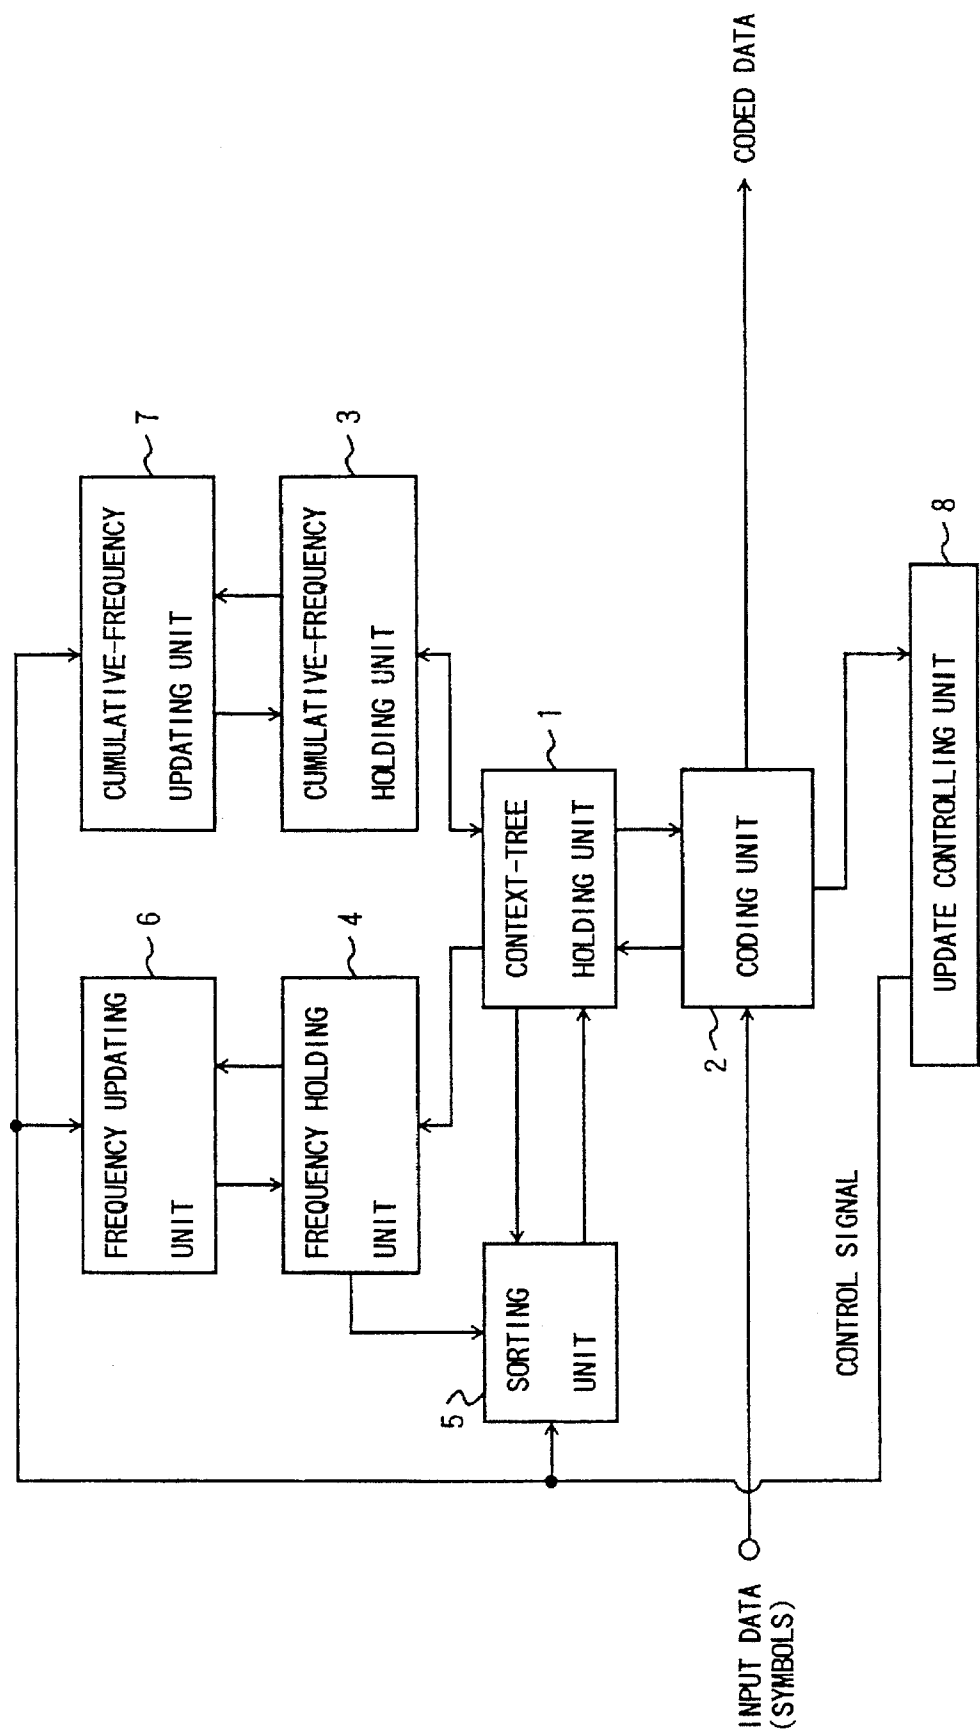 FREQUENCY UPDATING
UNIT
6
CUMULATIVE-FREQUENCY
UPDATING UNIT
7
FREQUENCY HOLDING
UNIT
4
CUMULATIVE-FREQUENCY
HOLDING UNIT
3
5
SORTING
UNIT
CONTEXT-TREE
HOLDING UNIT
1
INPUT DATA
(SYMBOLS)
2
CODING UNIT
CODED DATA
CONTROL SIGNAL
UPDATE CONTROLLING UNIT
8